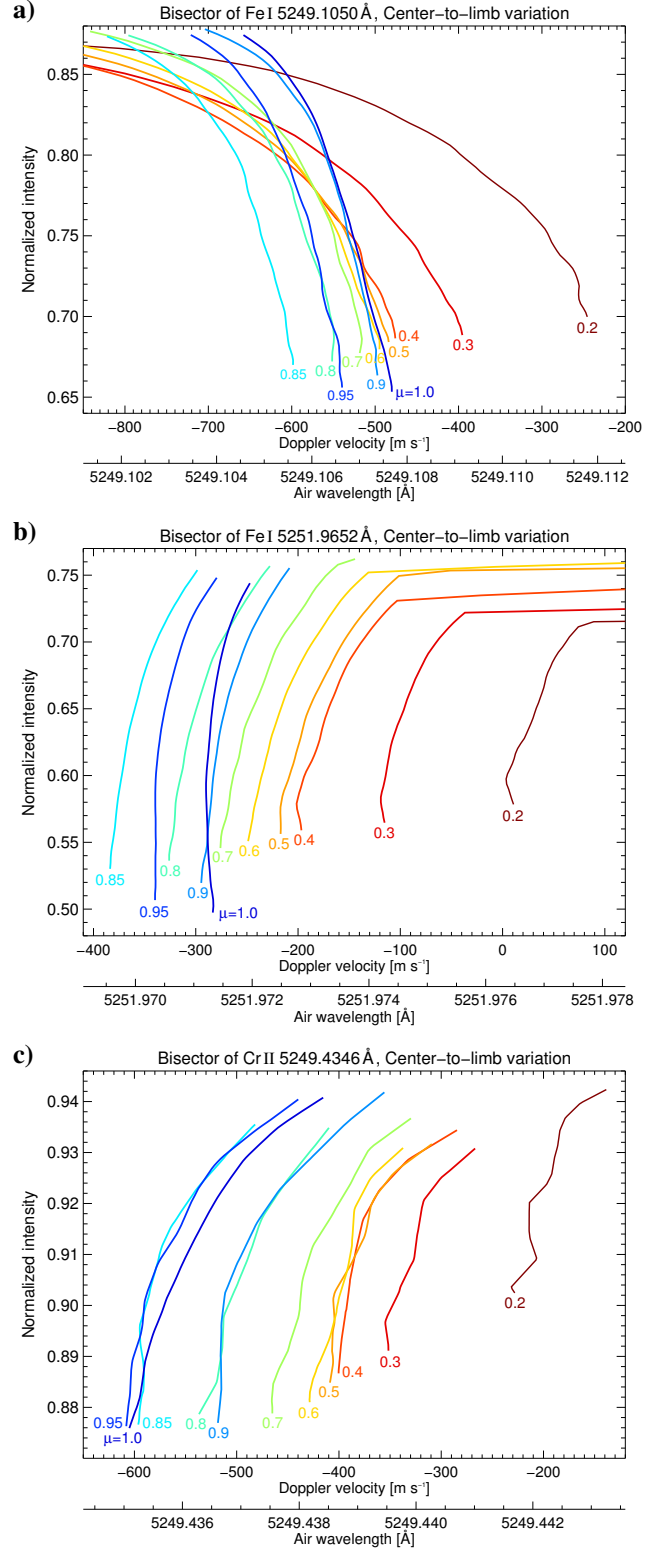 a)
Bisector of Fe I 5249.1050 Å, Center−to−limb variation
Normalized intensity
0.85
0.80
0.75
0.70
0.65
0.2
0.3
0.4
0.5
0.6
0.7
0.8
0.85
0.9
0.95
μ=1.0
−800 −700 −600 −500 −400 −300 −200
Doppler velocity [m s⁻¹]
5249.102 5249.104 5249.106 5249.108 5249.110 5249.112
Air wavelength [Å]
b)
Bisector of Fe I 5251.9652 Å, Center−to−limb variation
Normalized intensity
0.75
0.70
0.65
0.60
0.55
0.50
0.2
0.3
0.4
0.5
0.6
0.7
0.8
0.85
0.9
0.95
μ=1.0
−400 −300 −200 −100 0 100
Doppler velocity [m s⁻¹]
5251.970 5251.972 5251.974 5251.976 5251.978
Air wavelength [Å]
c)
Bisector of Cr II 5249.4346 Å, Center−to−limb variation
Normalized intensity
0.94
0.93
0.92
0.91
0.90
0.89
0.88
0.2
0.3
0.4
0.5
0.6
0.7
0.95 0.85 0.8
0.9
μ=1.0
−600 −500 −400 −300 −200
Doppler velocity [m s⁻¹]
5249.436 5249.438 5249.440 5249.442
Air wavelength [Å]